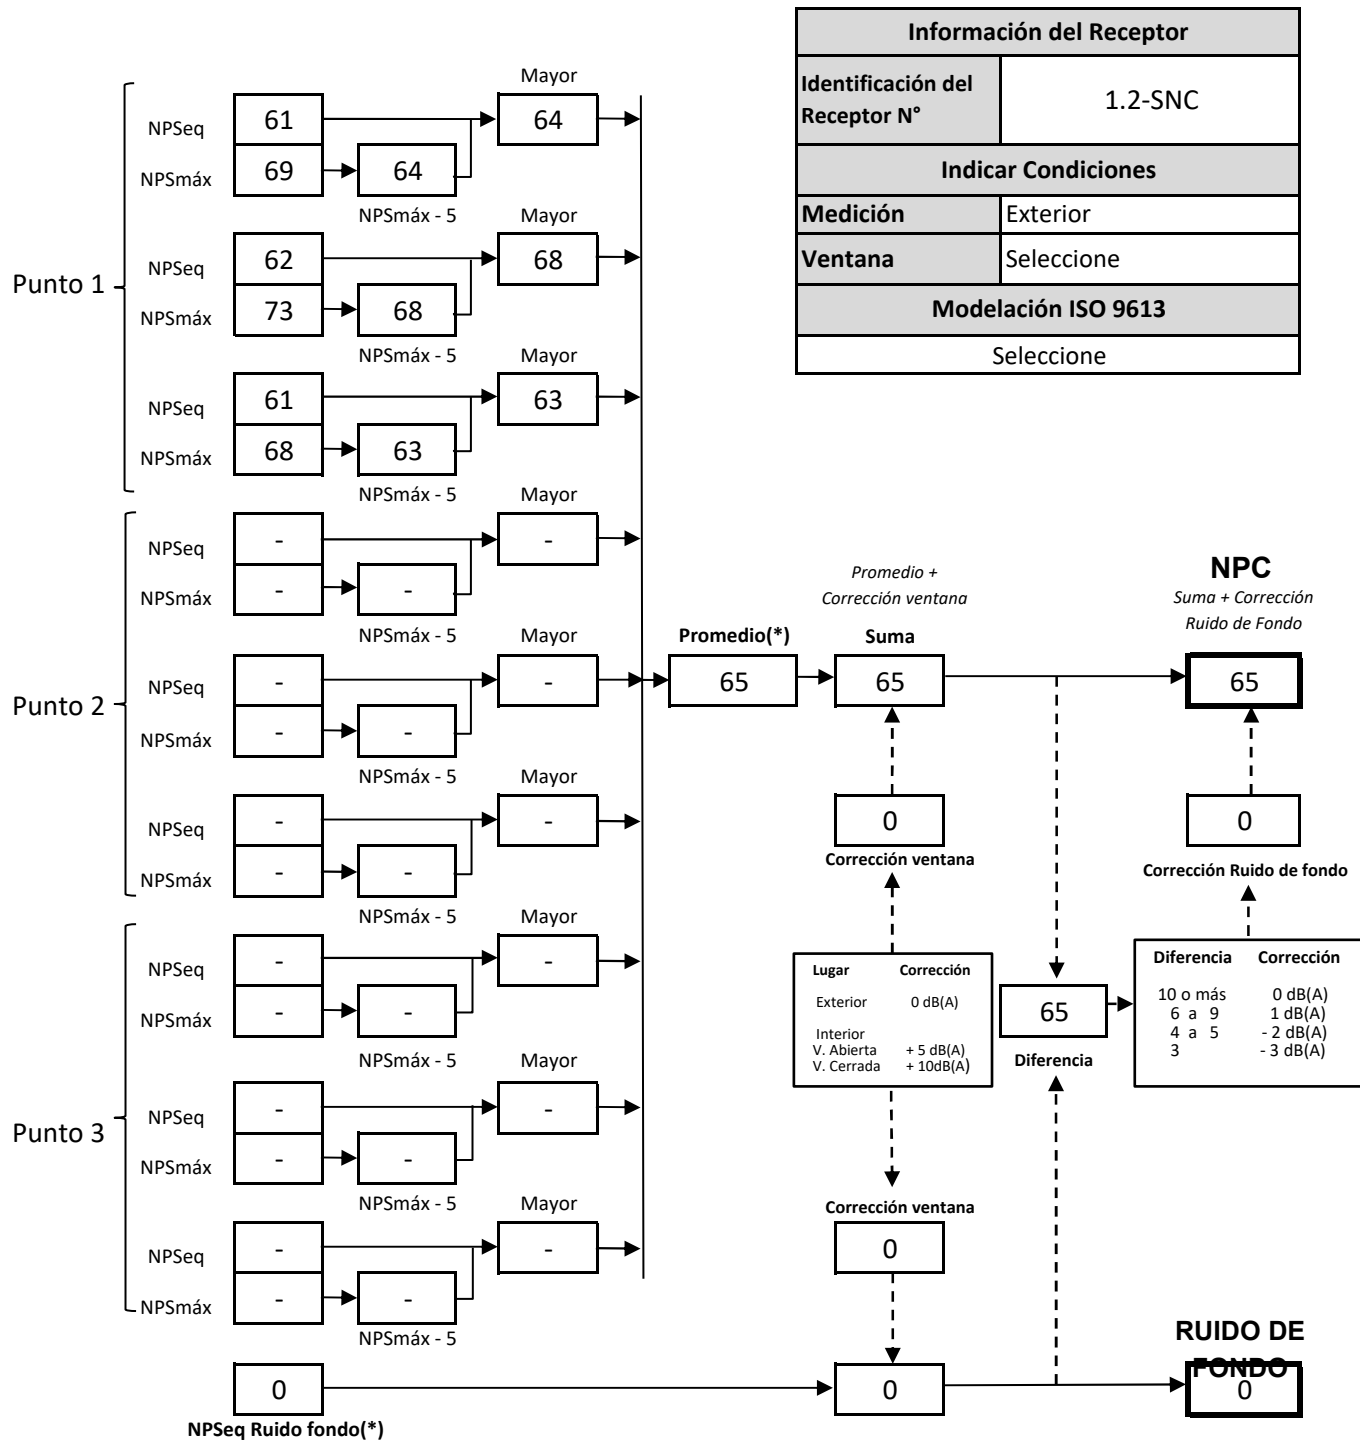 Información del Receptor
Identificación del Receptor N°
1.2-SNC
Indicar Condiciones
Medición Exterior
Ventana Seleccione
Modelación ISO 9613
Seleccione
Punto 1
Mayor
NPSeq 61 64
NPSmáx 69 64
NPSmáx - 5
Mayor
NPSeq 62 68
NPSmáx 73 68
NPSmáx - 5
Mayor
NPSeq 61 63
NPSmáx 68 63
NPSmáx - 5
Punto 2
Mayor
NPSeq - -
NPSmáx - -
NPSmáx - 5
Mayor
NPSeq - -
NPSmáx - -
NPSmáx - 5
Mayor
NPSeq - -
NPSmáx - -
NPSmáx - 5
Punto 3
Mayor
NPSeq - -
NPSmáx - -
NPSmáx - 5
Mayor
NPSeq - -
NPSmáx - -
NPSmáx - 5
Mayor
NPSeq - -
NPSmáx - -
NPSmáx - 5
Promedio(*)
65
Promedio +
Corrección ventana
Suma
65
0
Corrección ventana
Lugar Corrección
Exterior 0 dB(A)
Interior
V. Abierta + 5 dB(A)
V. Cerrada + 10dB(A)
Corrección ventana
0
65
Diferencia
NPC
Suma + Corrección
Ruido de Fondo
65
0
Corrección Ruido de fondo
Diferencia Corrección
10 o más 0 dB(A)
6 a 9 1 dB(A)
4 a 5 - 2 dB(A)
3 - 3 dB(A)
RUIDO DE
FONDO
0 0 0
NPSeq Ruido fondo(*)